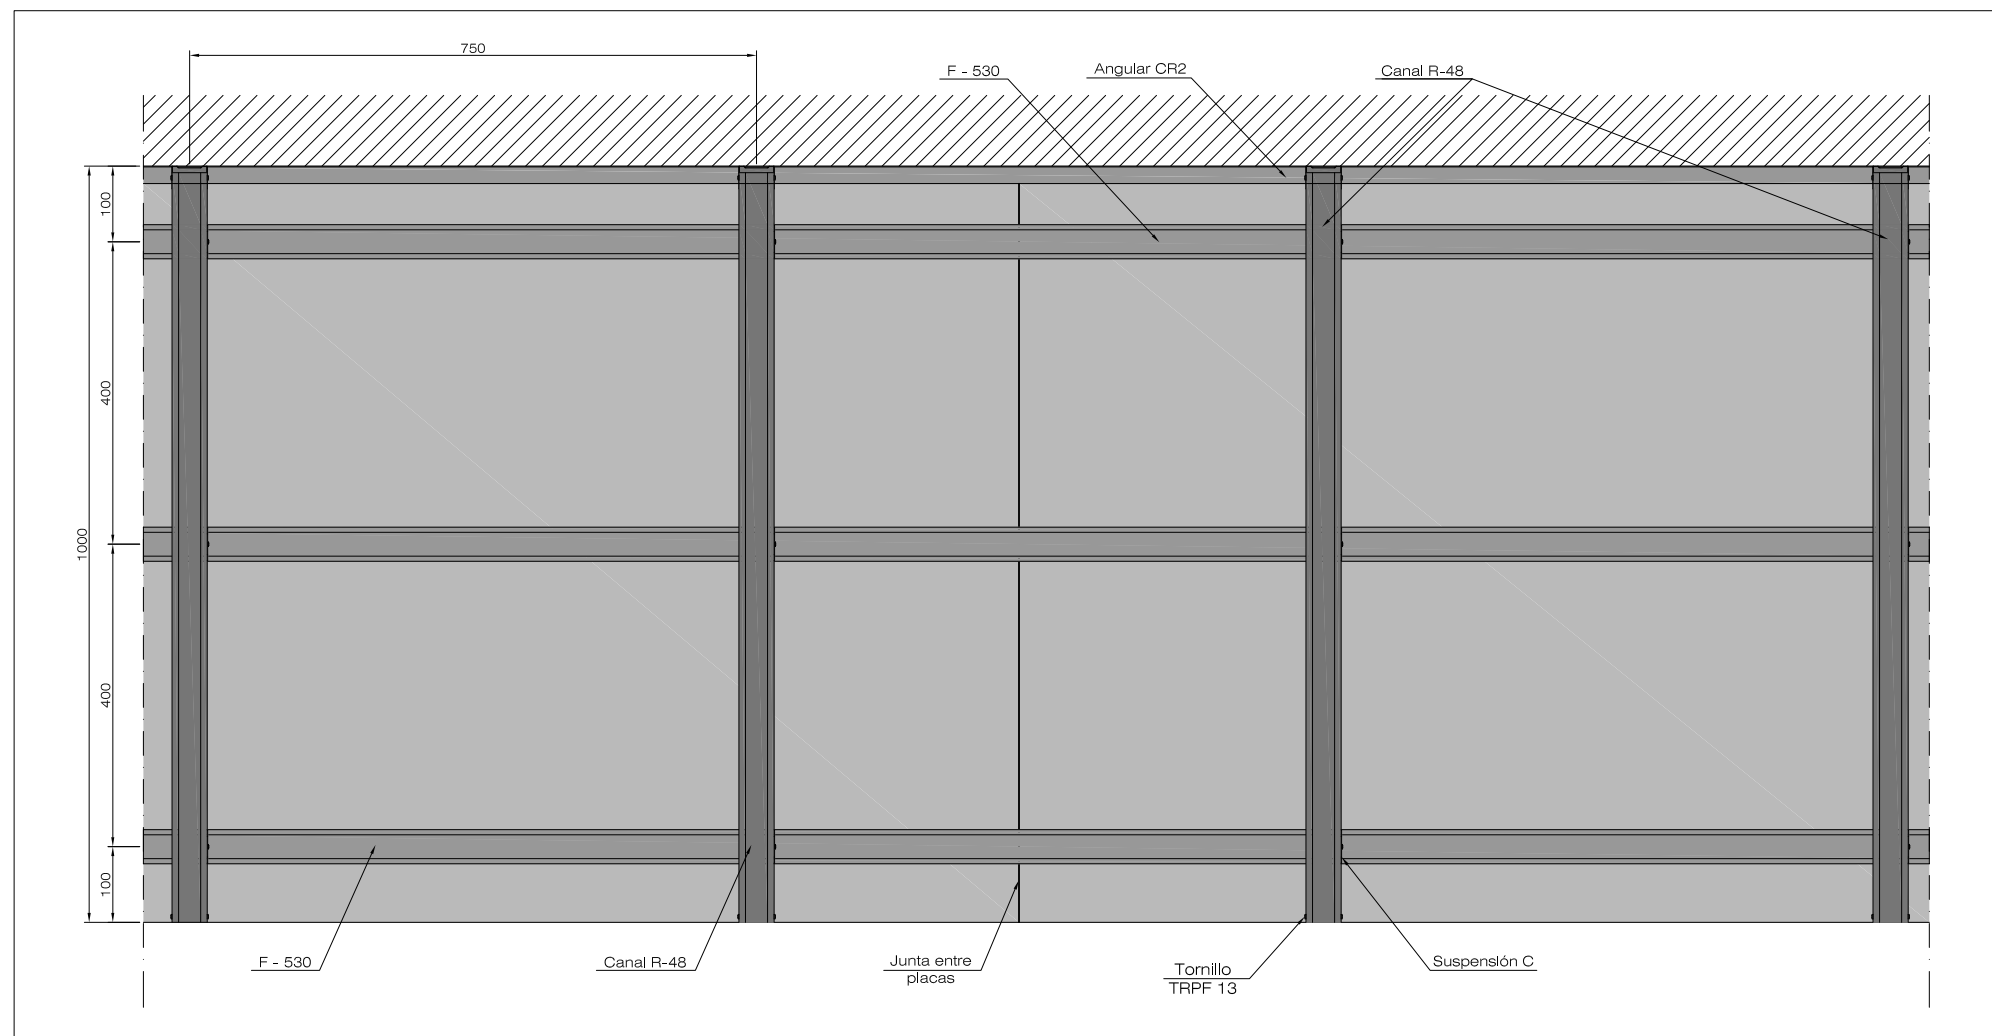 750
F - 530
Angular CR2
Canal R-48
100
400
1000
400
100
F - 530
Canal R-48
Junta entre
placas
Tornillo
TRPF 13
Suspensión C